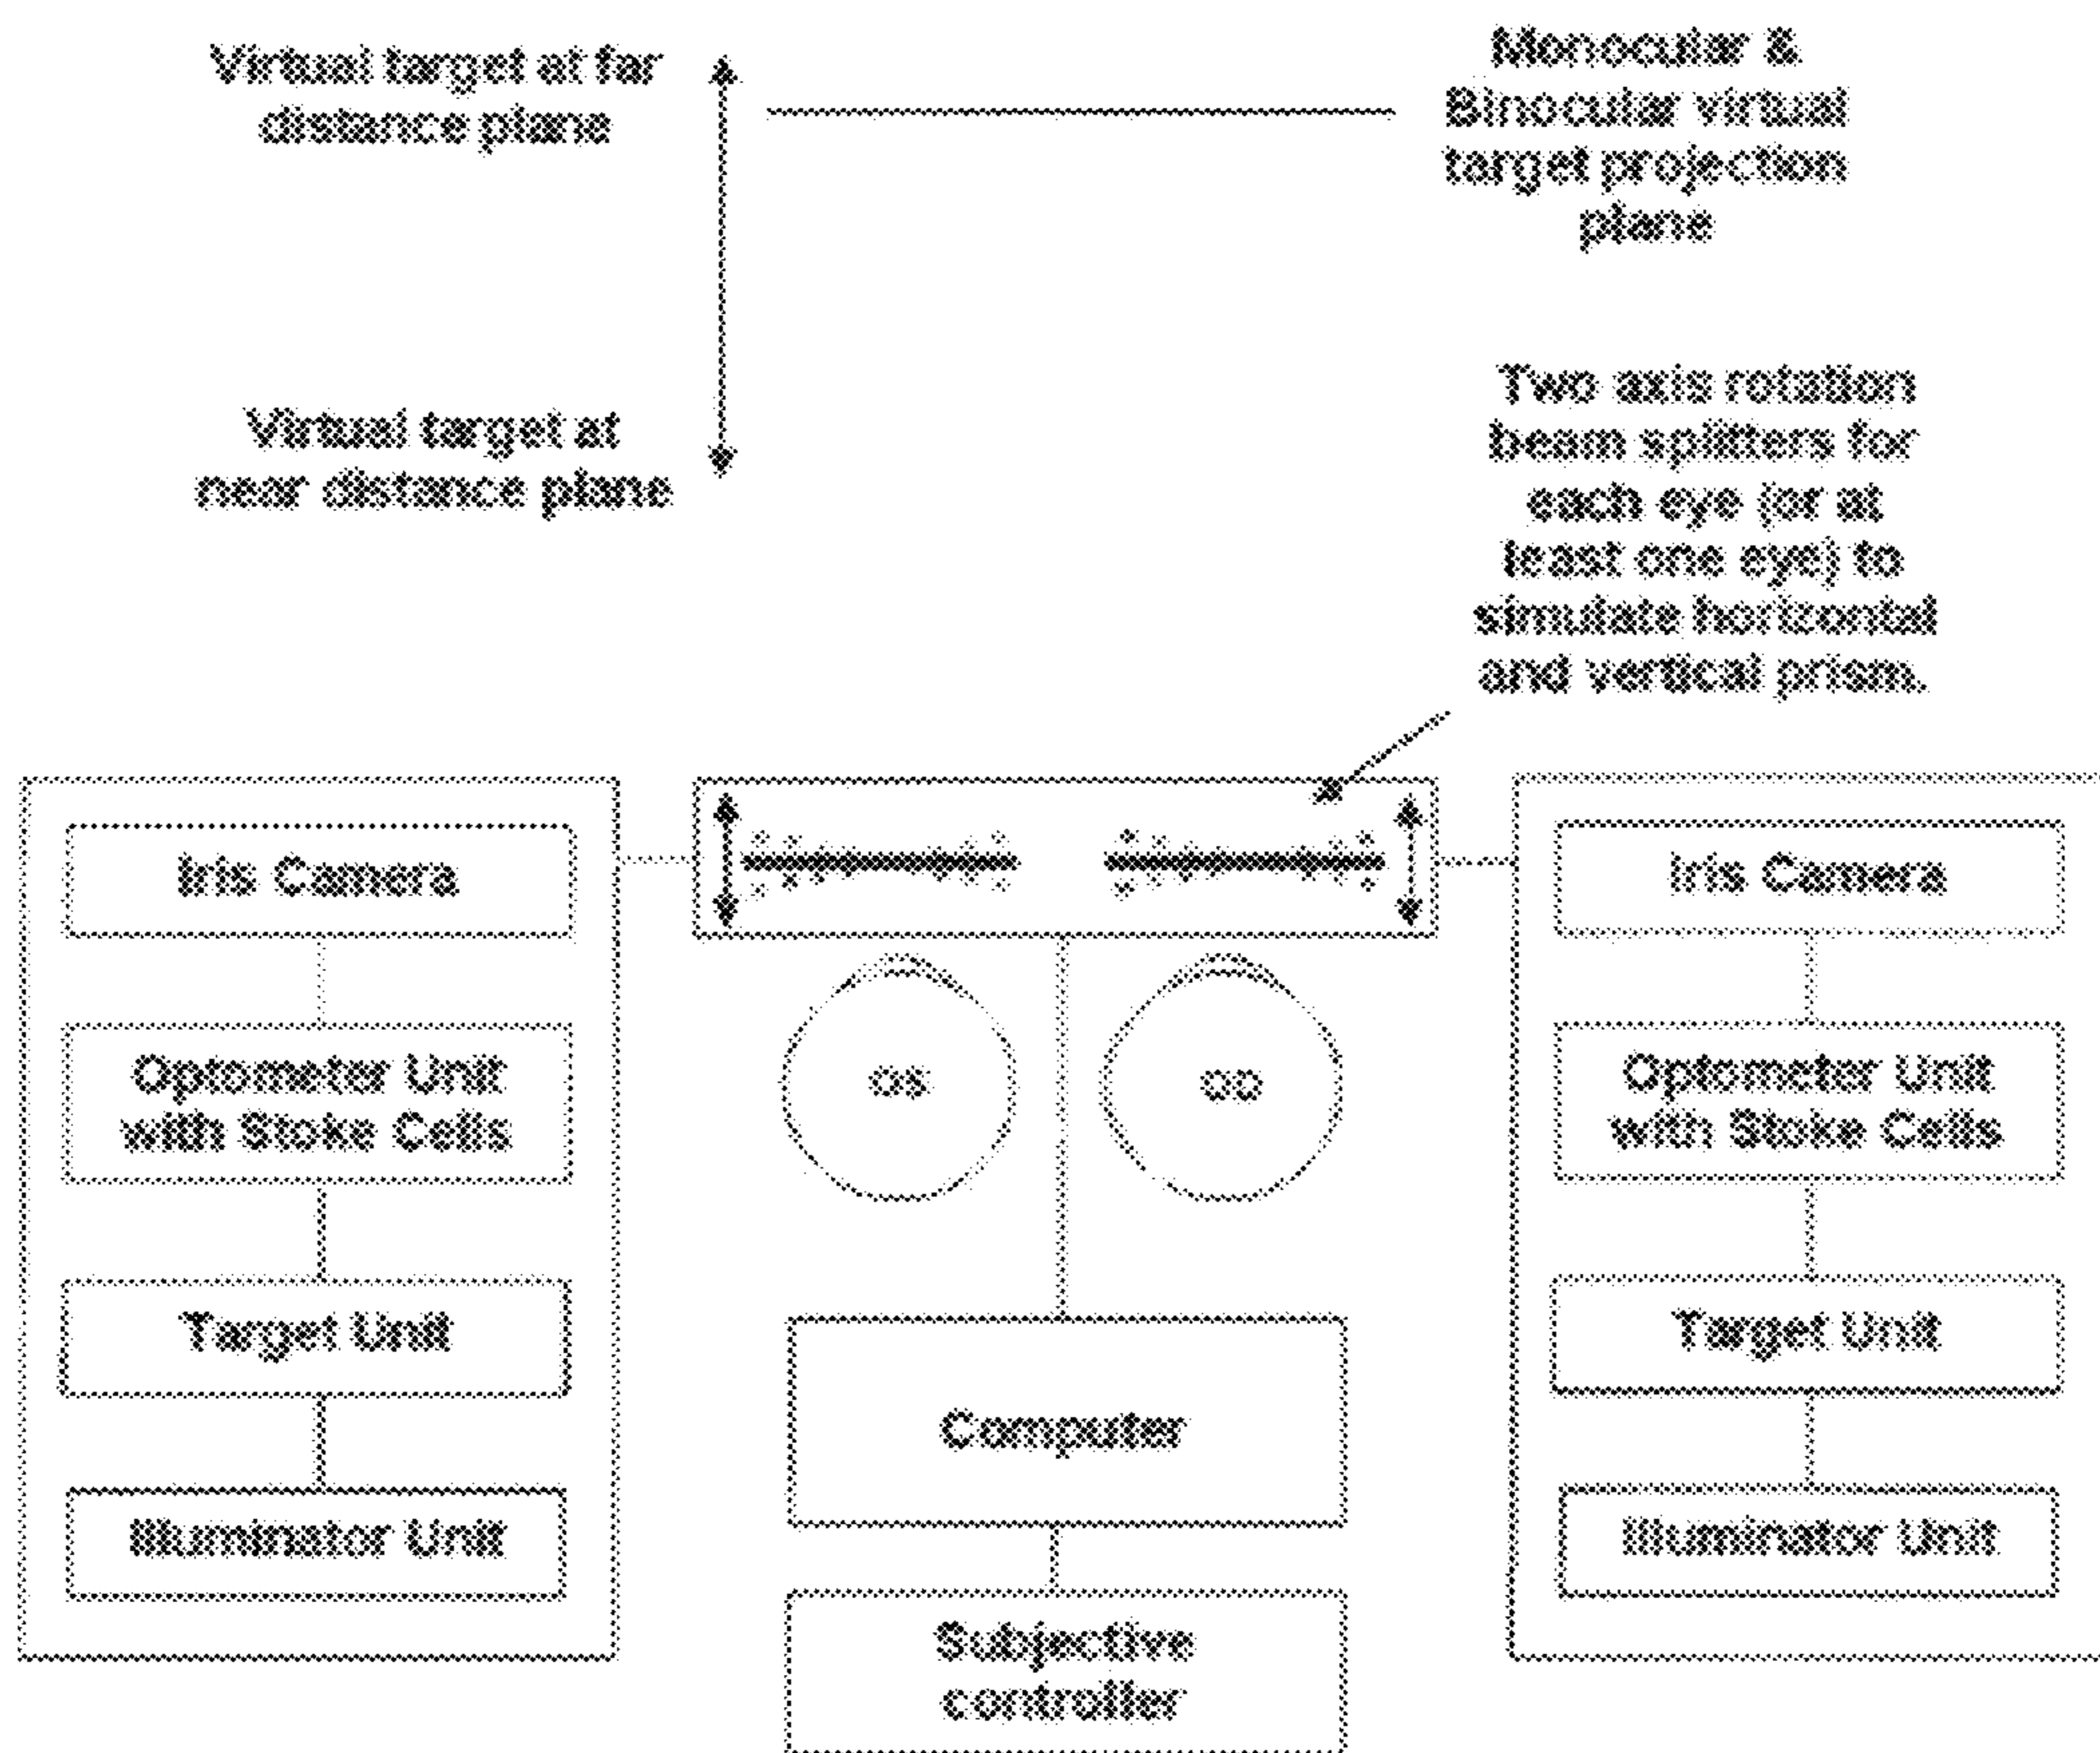 Virtual target at far
distance plane
Monocular &
Binocular virtual
target projection
plane
Virtual target at
near distance plane
Two axis rotation
beam splitters for
each eye (or at
least one eye) to
simulate horizontal
and vertical prism.
Iris Camera
Optometer Unit
with Stoke Cells
Target Unit
Illuminator Unit
OS
OD
Computer
Subjective
controller
Iris Camera
Optometer Unit
with Stoke Cells
Target Unit
Illuminator Unit